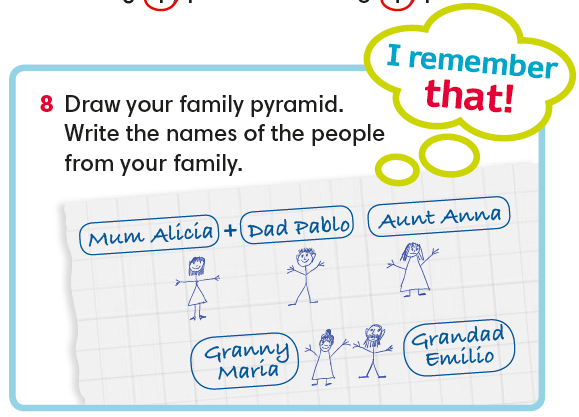 I remember
that!
8 Draw your family pyramid.
Write the names of the people
from your family.
Mum Alicia + Dad Pablo Aunt Anna
Granny
Maria
Grandad
Emilio